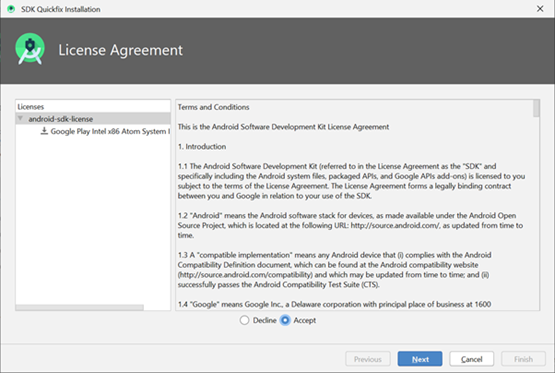 SDK Quickfix Installation
License Agreement
Licenses
android-sdk-license
Google Play Intel x86 Atom System I
Terms and Conditions
This is the Android Software Development Kit License Agreement
1. Introduction
1.1 The Android Software Development Kit (referred to in the License Agreement as the "SDK" and
specifically including the Android system files, packaged APIs, and Google APIs add-ons) is licensed to
you subject to the terms of the License Agreement. The License Agreement forms a legally binding contract
between you and Google in relation to your use of the SDK.
1.2 "Android" means the Android software stack for devices, as made available under the Android Open
Source Project, which is located at the following URL: http://source.android.com/, as updated from time to
time.
1.3 A "compatible implementation" means any Android device that (i) complies with the Android
Compatibility Definition document, which can be found at the Android compatibility website
(http://source.android.com/compatibility) and which may be updated from time to time; and (ii)
successfully passes the Android Compatibility Test Suite (CTS).
1.4 "Google" means Google Inc., a Delaware corporation with principal place of business at 1600
Decline Accept
Previous Next Cancel Finish